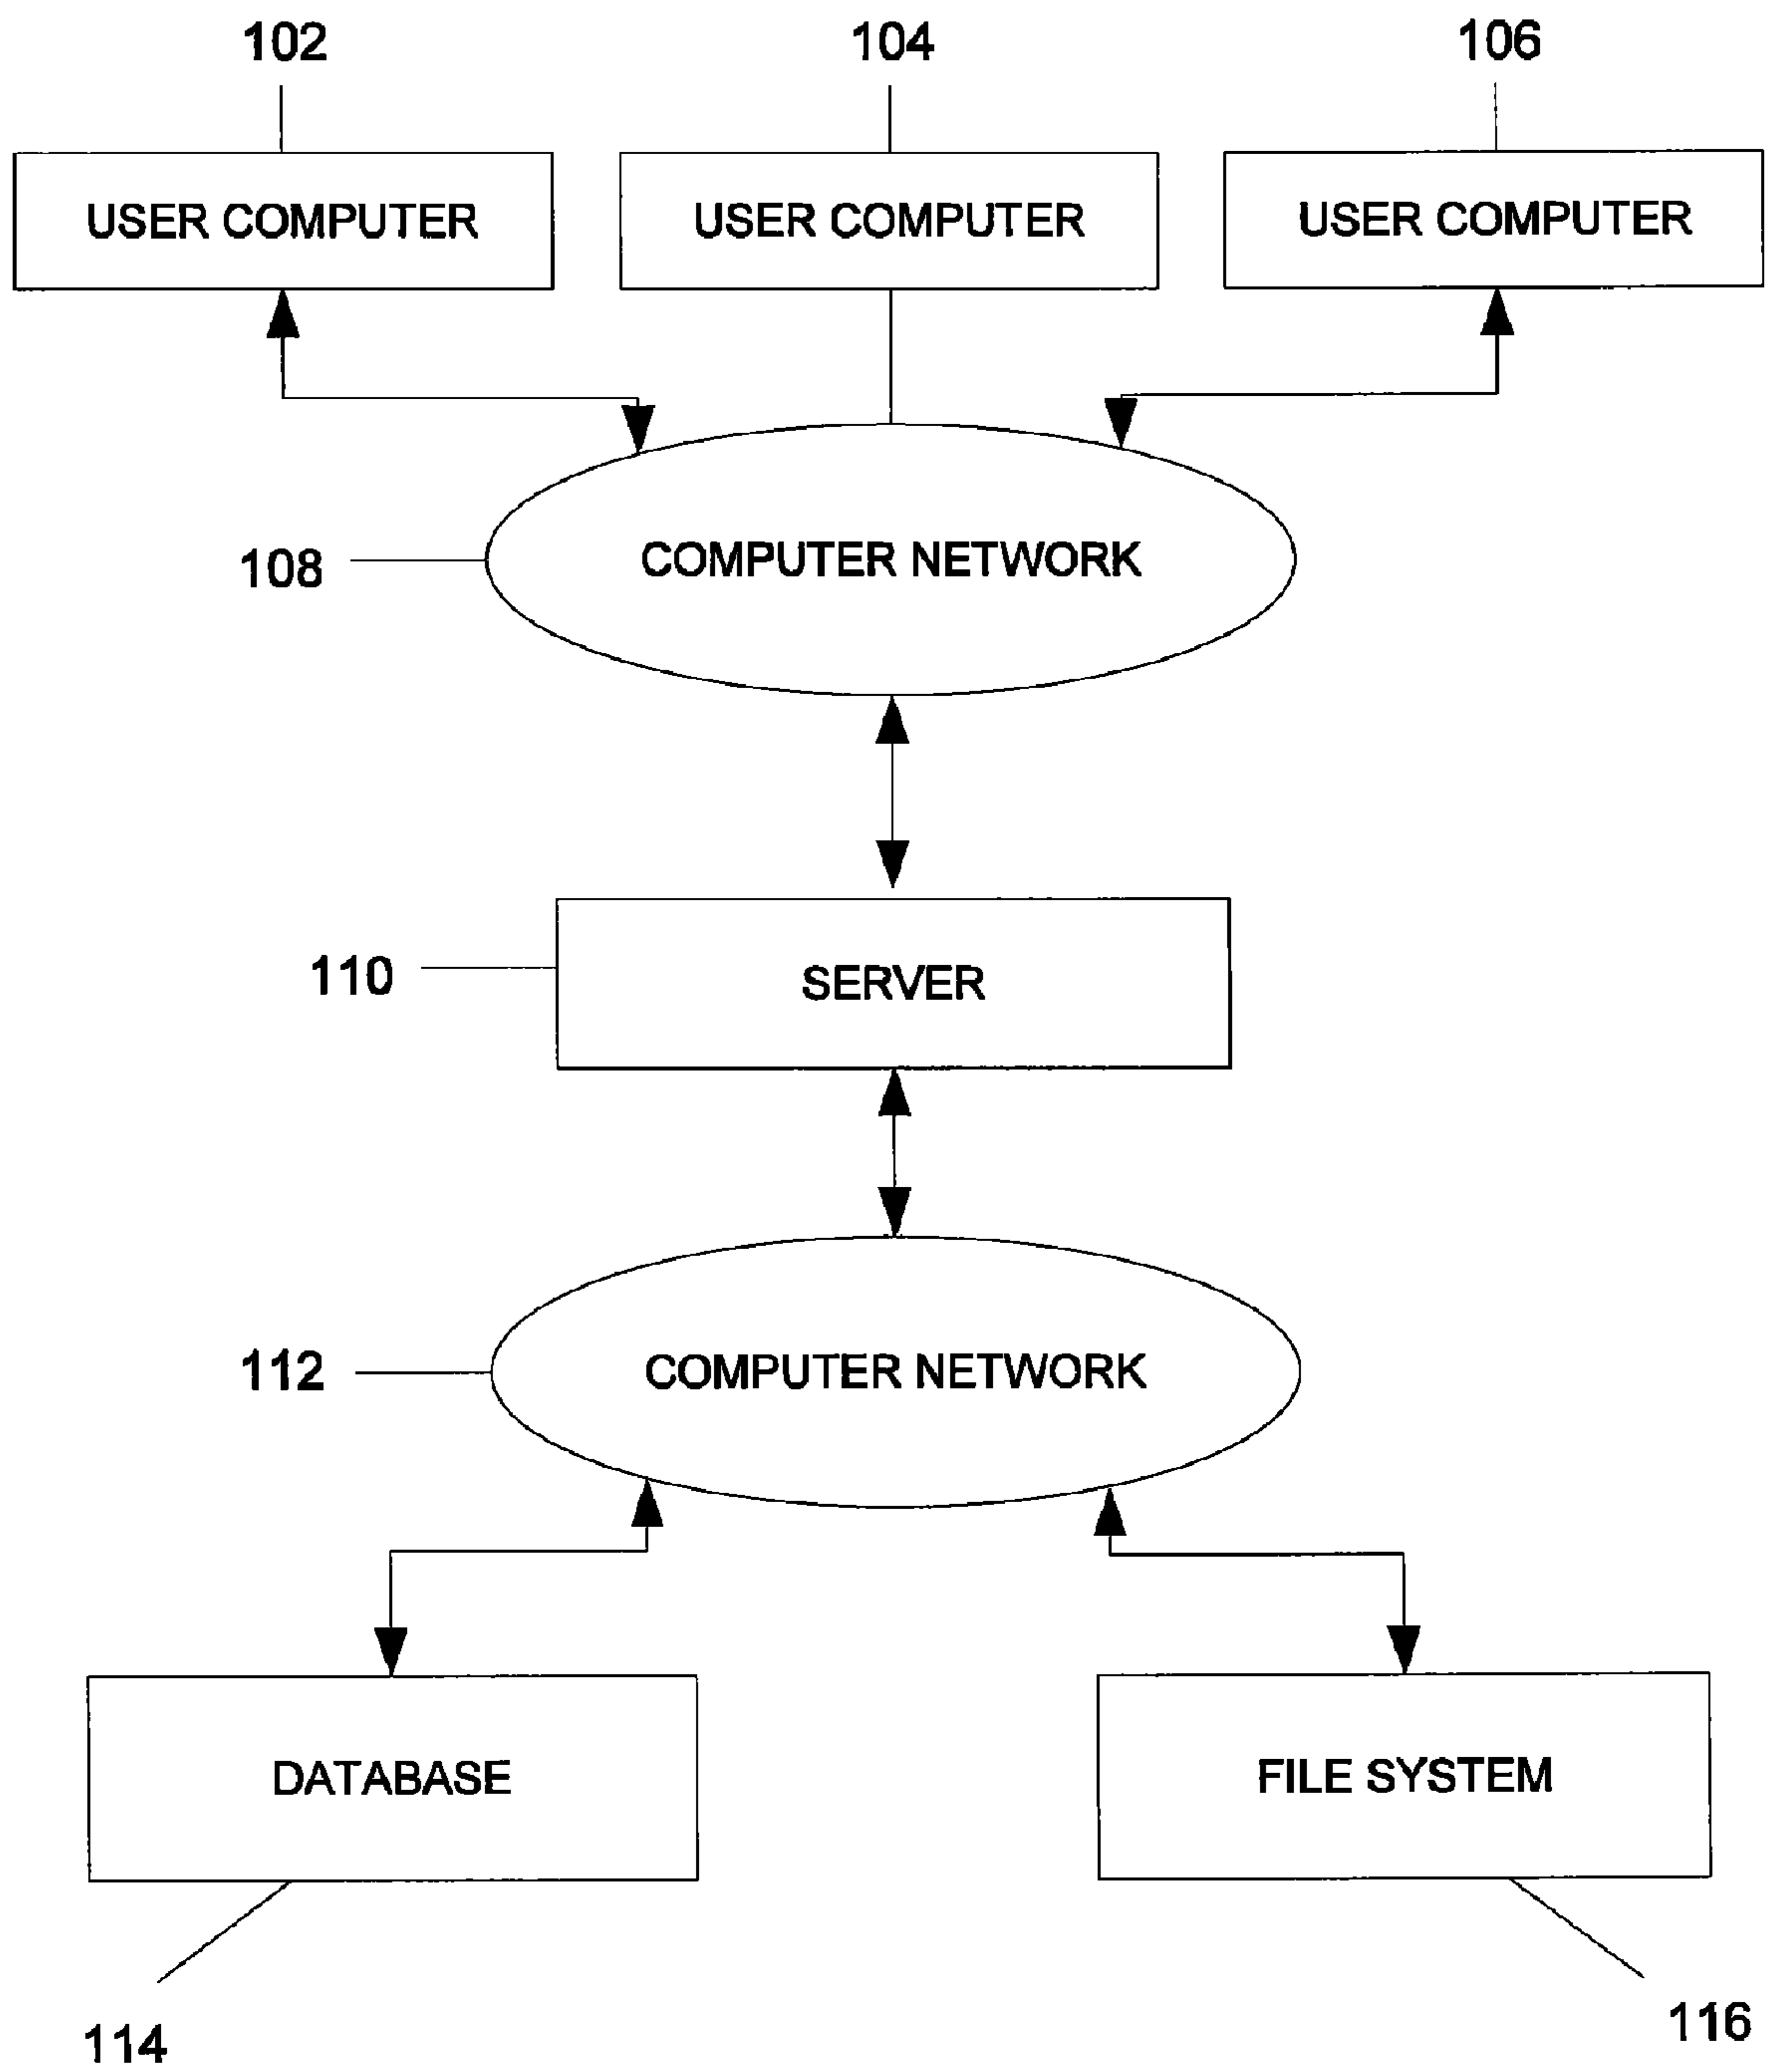 102
104
106
USER COMPUTER
USER COMPUTER
USER COMPUTER
108
COMPUTER NETWORK
110
SERVER
112
COMPUTER NETWORK
DATABASE
FILE SYSTEM
114
116